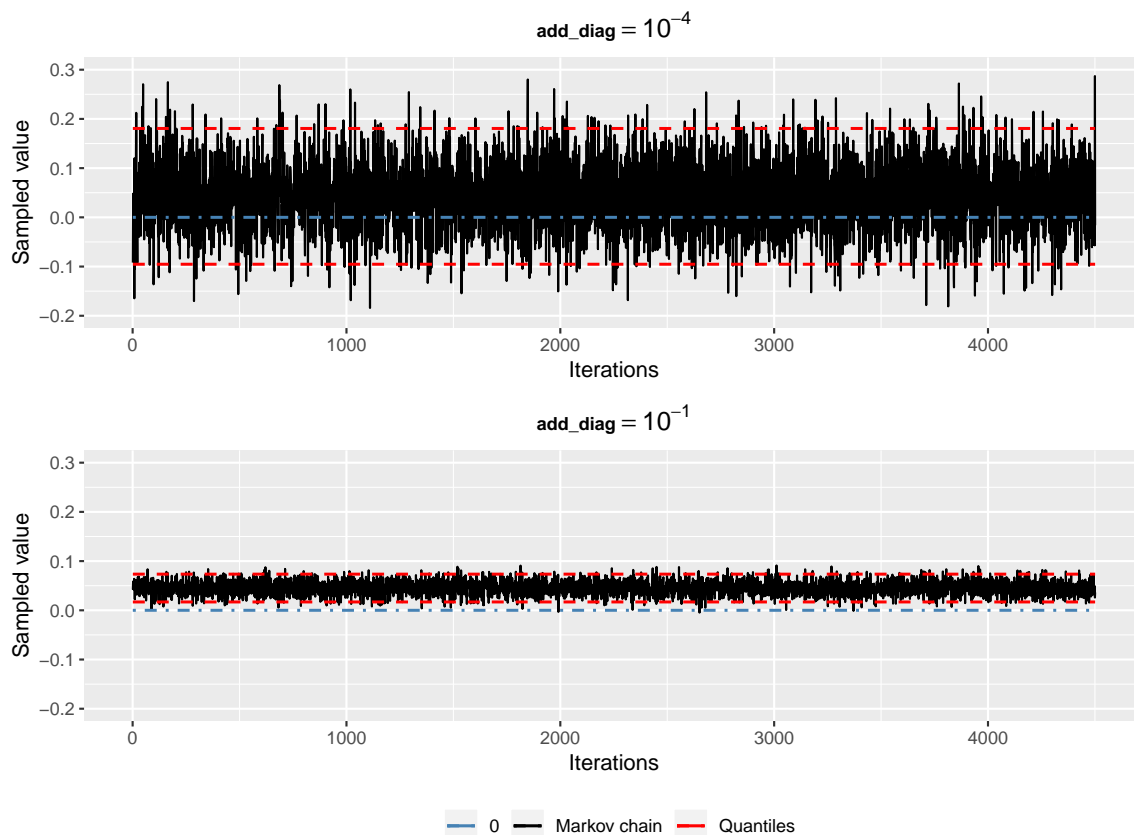 add_diag = 10⁻⁴
0.3
0.2
0.1
0.0
−0.1
−0.2
Sampled value
0 1000 2000 3000 4000
Iterations
add_diag = 10⁻¹
0.3
0.2
0.1
0.0
−0.1
−0.2
Sampled value
0 1000 2000 3000 4000
Iterations
0 Markov chain Quantiles